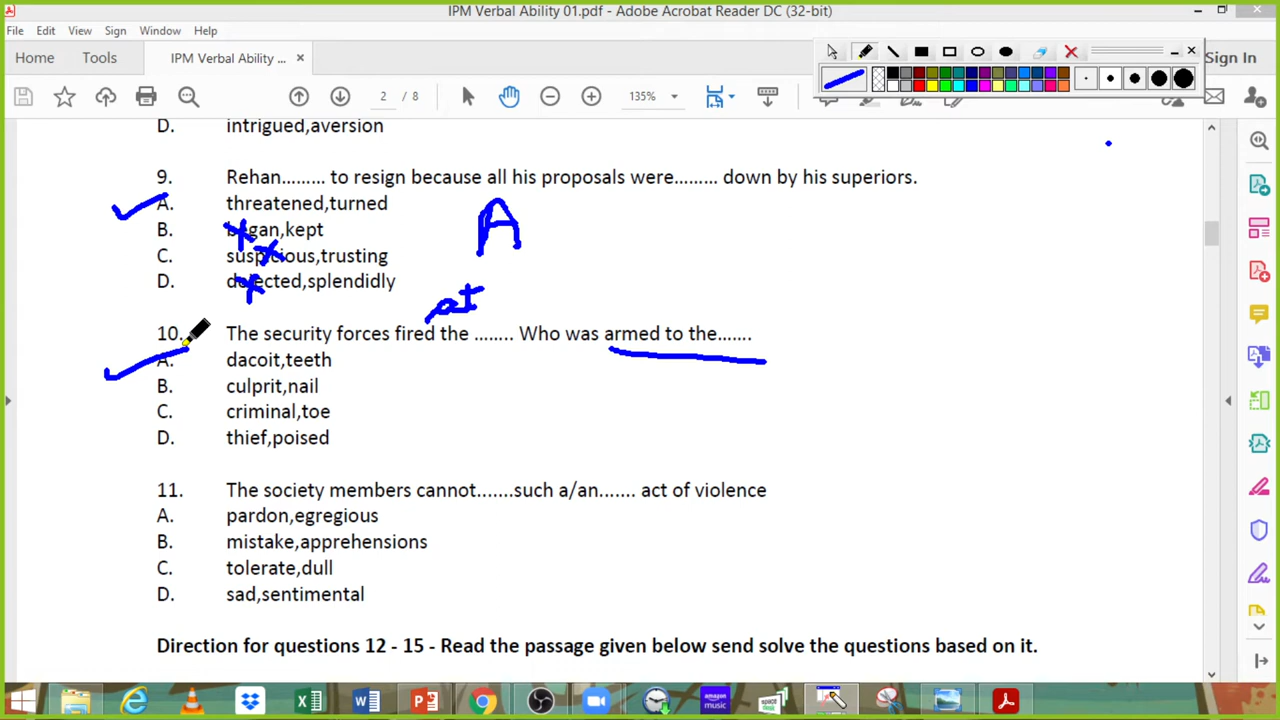 IPM Verbal Ability 01.pdf - Adobe Acrobat Reader DC (32-bit)
File Edit View Sign Window Help
Home Tools IPM Verbal Ability ... × Sign In
2 / 8 135%
D. intrigued,aversion
9. Rehan......... to resign because all his proposals were......... down by his superiors.
A. threatened,turned
B. began,kept
A
C. suspicious,trusting
D. dejected,splendidly
at
10. The security forces fired the ........ Who was armed to the.......
A. dacoit,teeth
B. culprit,nail
C. criminal,toe
D. thief,poised
11. The society members cannot.......such a/an....... act of violence
A. pardon,egregious
B. mistake,apprehensions
C. tolerate,dull
D. sad,sentimental
Direction for questions 12 - 15 - Read the passage given below send solve the questions based on it.
amazon music